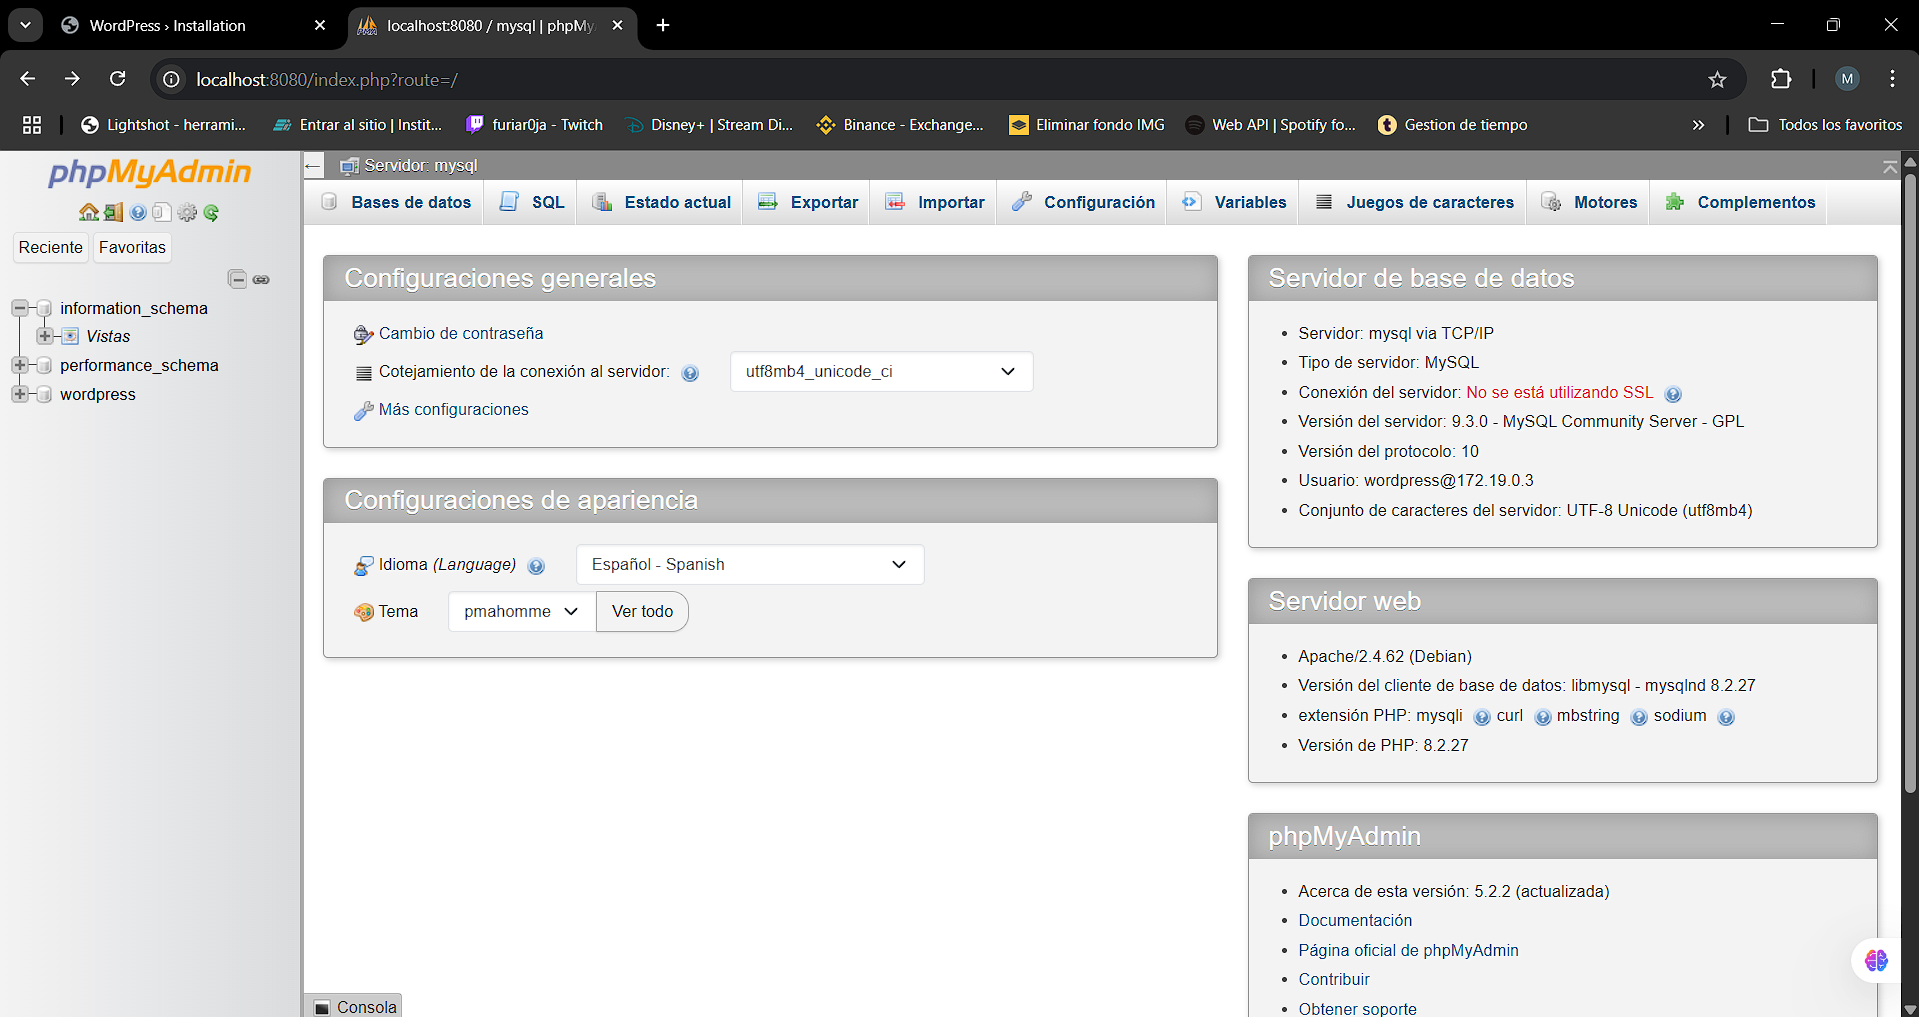 WordPress › Installation
localhost:8080 / mysql | phpMy
localhost:8080/index.php?route=/
M
Lightshot - herrami...
Entrar al sitio | Instit...
furiar0ja - Twitch
Disney+ | Stream Di...
Binance - Exchange...
Eliminar fondo IMG
Web API | Spotify fo...
Gestion de tiempo
Todos los favoritos
phpMyAdmin
Reciente
Favoritas
information_schema
Vistas
performance_schema
wordpress
Servidor: mysql
Bases de datos
SQL
Estado actual
Exportar
Importar
Configuración
Variables
Juegos de caracteres
Motores
Complementos
Configuraciones generales
Cambio de contraseña
Cotejamiento de la conexión al servidor:
utf8mb4_unicode_ci
Más configuraciones
Configuraciones de apariencia
Idioma (Language)
Español - Spanish
Tema
pmahomme
Ver todo
Servidor de base de datos
Servidor: mysql via TCP/IP
Tipo de servidor: MySQL
Conexión del servidor: No se está utilizando SSL
Versión del servidor: 9.3.0 - MySQL Community Server - GPL
Versión del protocolo: 10
Usuario: wordpress@172.19.0.3
Conjunto de caracteres del servidor: UTF-8 Unicode (utf8mb4)
Servidor web
Apache/2.4.62 (Debian)
Versión del cliente de base de datos: libmysql - mysqlnd 8.2.27
extensión PHP: mysqli curl mbstring sodium
Versión de PHP: 8.2.27
phpMyAdmin
Acerca de esta versión: 5.2.2 (actualizada)
Documentación
Página oficial de phpMyAdmin
Contribuir
Obtener soporte
Consola